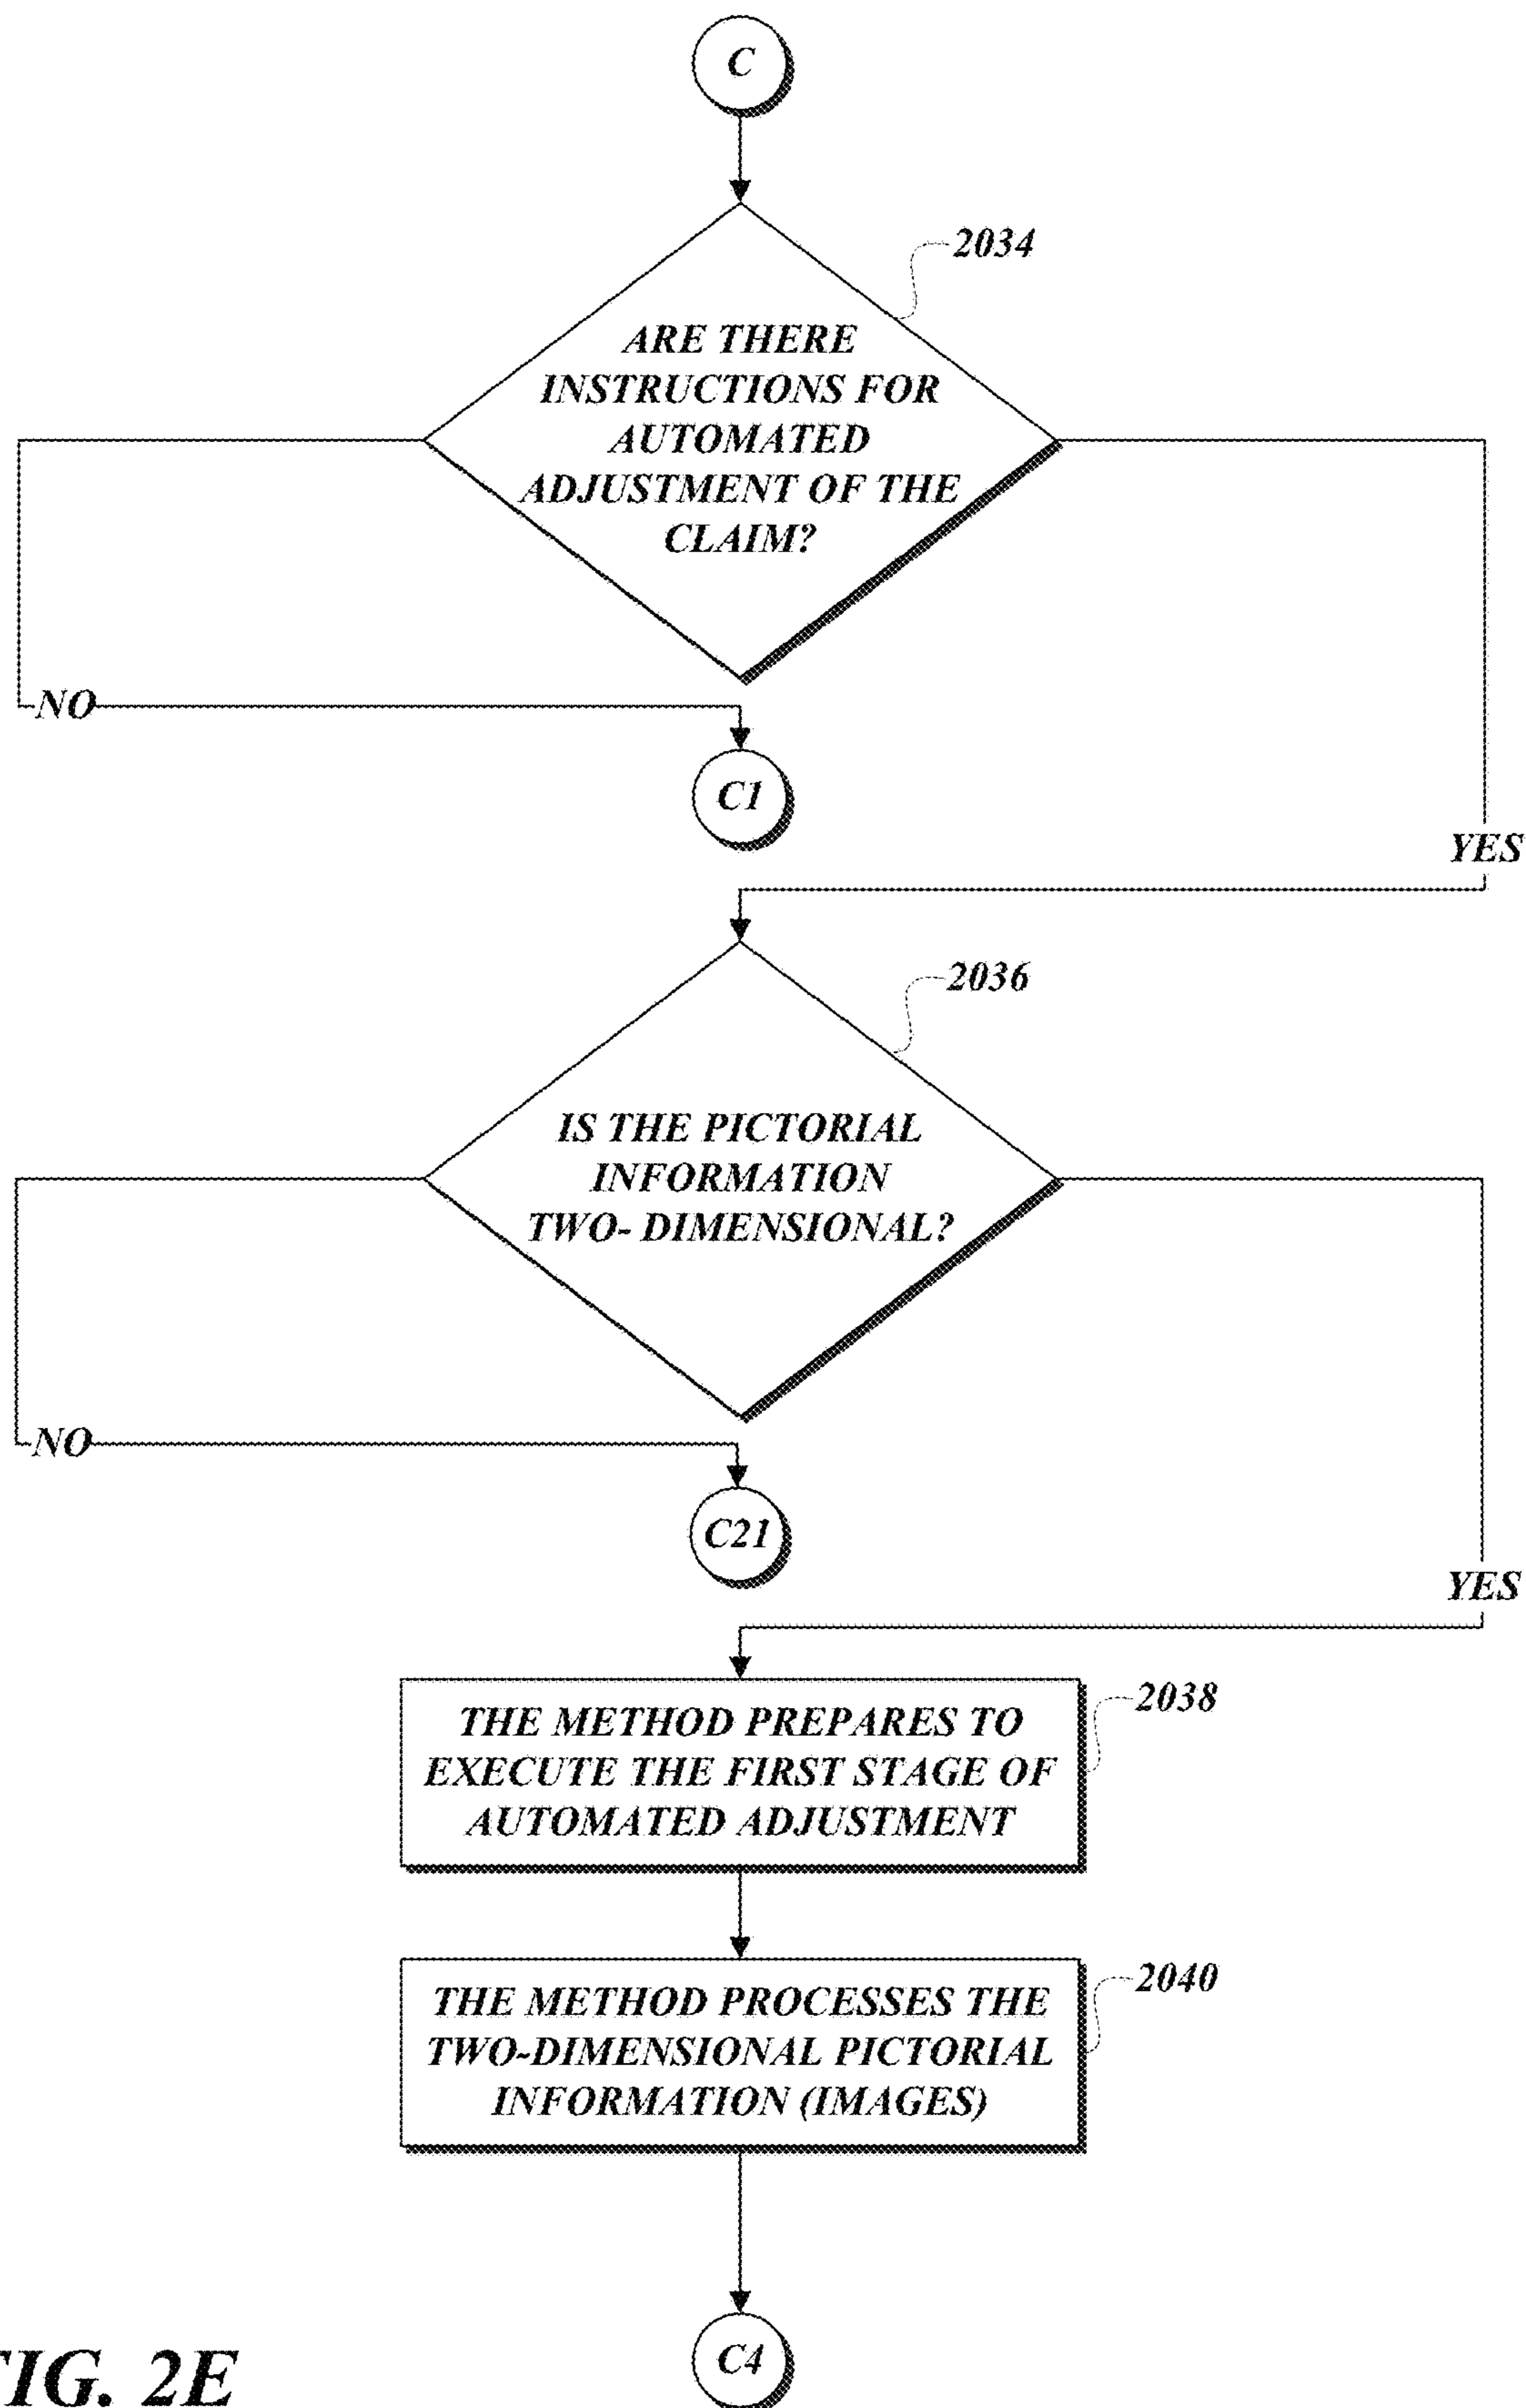 C
2034
ARE THERE
INSTRUCTIONS FOR
AUTOMATED
ADJUSTMENT OF THE
CLAIM?
NO
C1
YES
2036
IS THE PICTORIAL
INFORMATION
TWO- DIMENSIONAL?
NO
C21
YES
2038
THE METHOD PREPARES TO
EXECUTE THE FIRST STAGE OF
AUTOMATED ADJUSTMENT
2040
THE METHOD PROCESSES THE
TWO-DIMENSIONAL PICTORIAL
INFORMATION (IMAGES)
C4
FIG. 2E